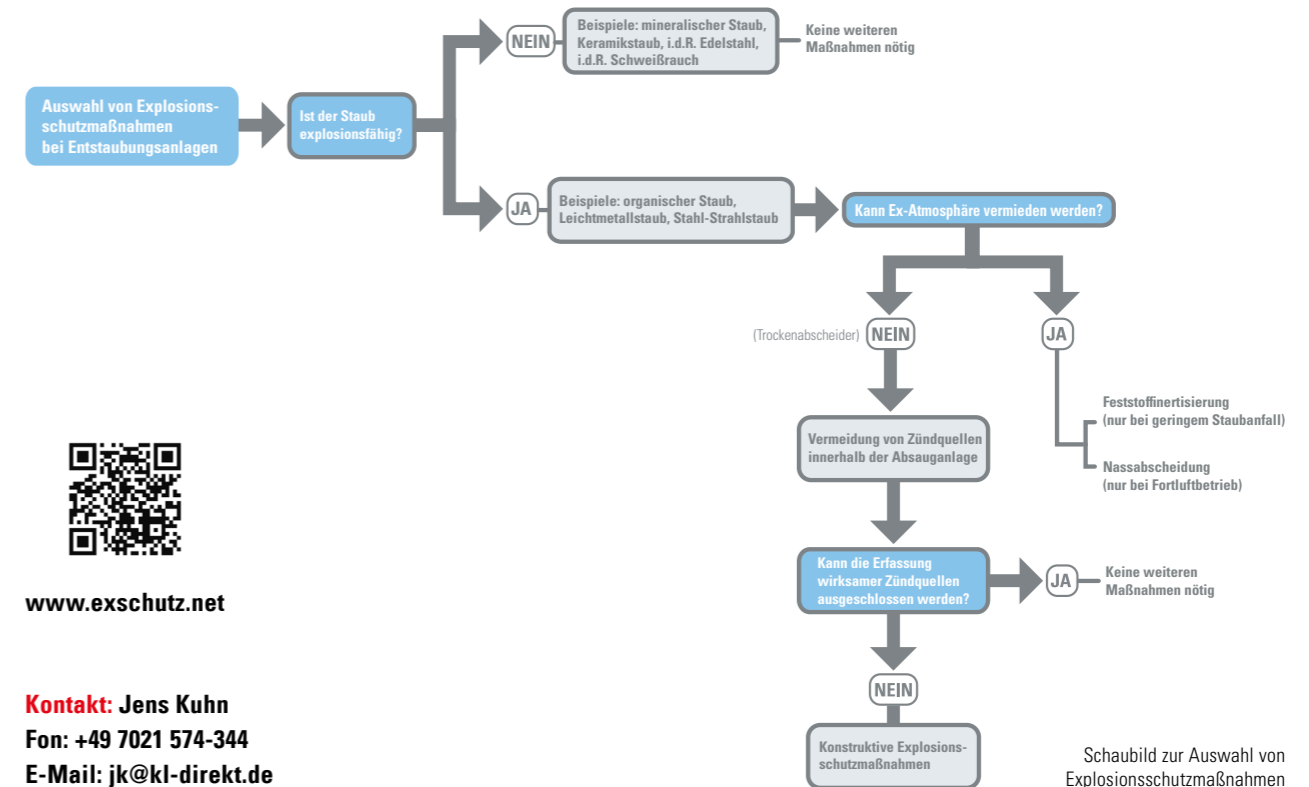 Auswahl von Explosions-
schutzmaßnahmen
bei Entstaubungsanlagen
Ist der Staub
explosionsfähig?
NEIN
Beispiele: mineralischer Staub,
Keramikstaub, i.d.R. Edelstahl,
i.d.R. Schweißrauch
Keine weiteren
Maßnahmen nötig
JA
Beispiele: organischer Staub,
Leichtmetallstaub, Stahl-Strahlstaub
Kann Ex-Atmosphäre vermieden werden?
(Trockenabscheider)
NEIN
JA
Feststoffinertisierung
(nur bei geringem Staubanfall)
Nassabscheidung
(nur bei Fortluftbetrieb)
Vermeidung von Zündquellen
innerhalb der Absauganlage
Kann die Erfassung
wirksamer Zündquellen
ausgeschlossen werden?
JA
Keine weiteren
Maßnahmen nötig
NEIN
Konstruktive Explosions-
schutzmaßnahmen
www.exschutz.net
Kontakt: Jens Kuhn
Fon: +49 7021 574-344
E-Mail: jk@kl-direkt.de
Schaubild zur Auswahl von
Explosionsschutzmaßnahmen